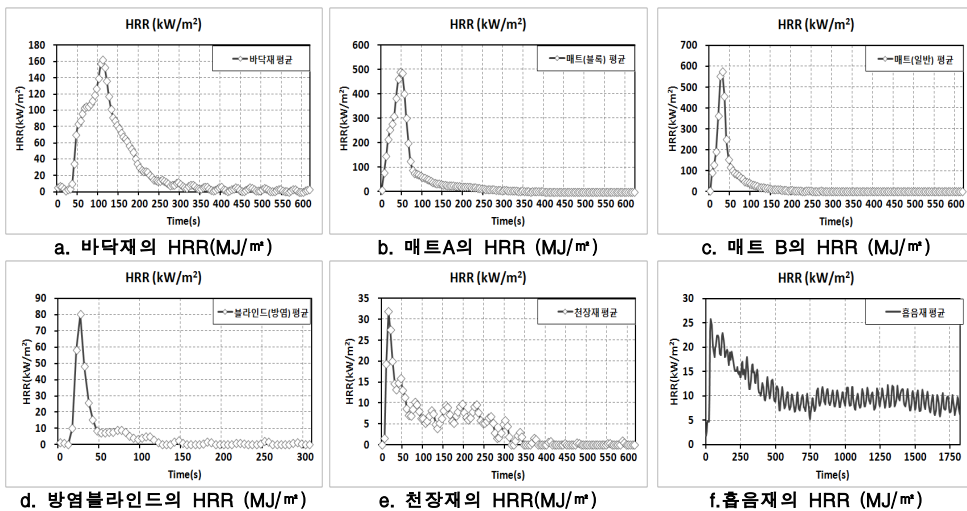 HRR (kW/m²)
바닥재 평균
HRR(kW/m²)
180
160
140
120
100
80
60
40
20
0
0 50 100 150 200 250 300 350 400 450 500 550 600
Time(s)
a. 바닥재의 HRR(MJ/㎡)
HRR (kW/m²)
매트(블록) 평균
HRR(kW/m²)
600
500
400
300
200
100
0
0 50 100 150 200 250 300 350 400 450 500 550 600
Time(s)
b. 매트A의 HRR (MJ/㎡)
HRR (kW/m²)
매트(일반) 평균
HRR(kW/m²)
700
600
500
400
300
200
100
0
0 50 100 150 200 250 300 350 400 450 500 550 600
Time(s)
c. 매트 B의 HRR (MJ/㎡)
HRR (kW/m²)
블라인드(방염) 평균
HRR(kW/m²)
90
80
70
60
50
40
30
20
10
0
0 50 100 150 200 250 300
Time(s)
d. 방염블라인드의 HRR (MJ/㎡)
HRR (kW/m²)
천장재 평균
HRR(kW/m²)
35
30
25
20
15
10
5
0
0 50 100 150 200 250 300 350 400 450 500 550 600
Time(s)
e. 천장재의 HRR(MJ/㎡)
HRR (kW/m²)
흡음재 평균
HRR(kW/m²)
30
25
20
15
10
5
0
0 250 500 750 1000 1250 1500 1750
Time(s)
f.흡음재의 HRR (MJ/㎡)